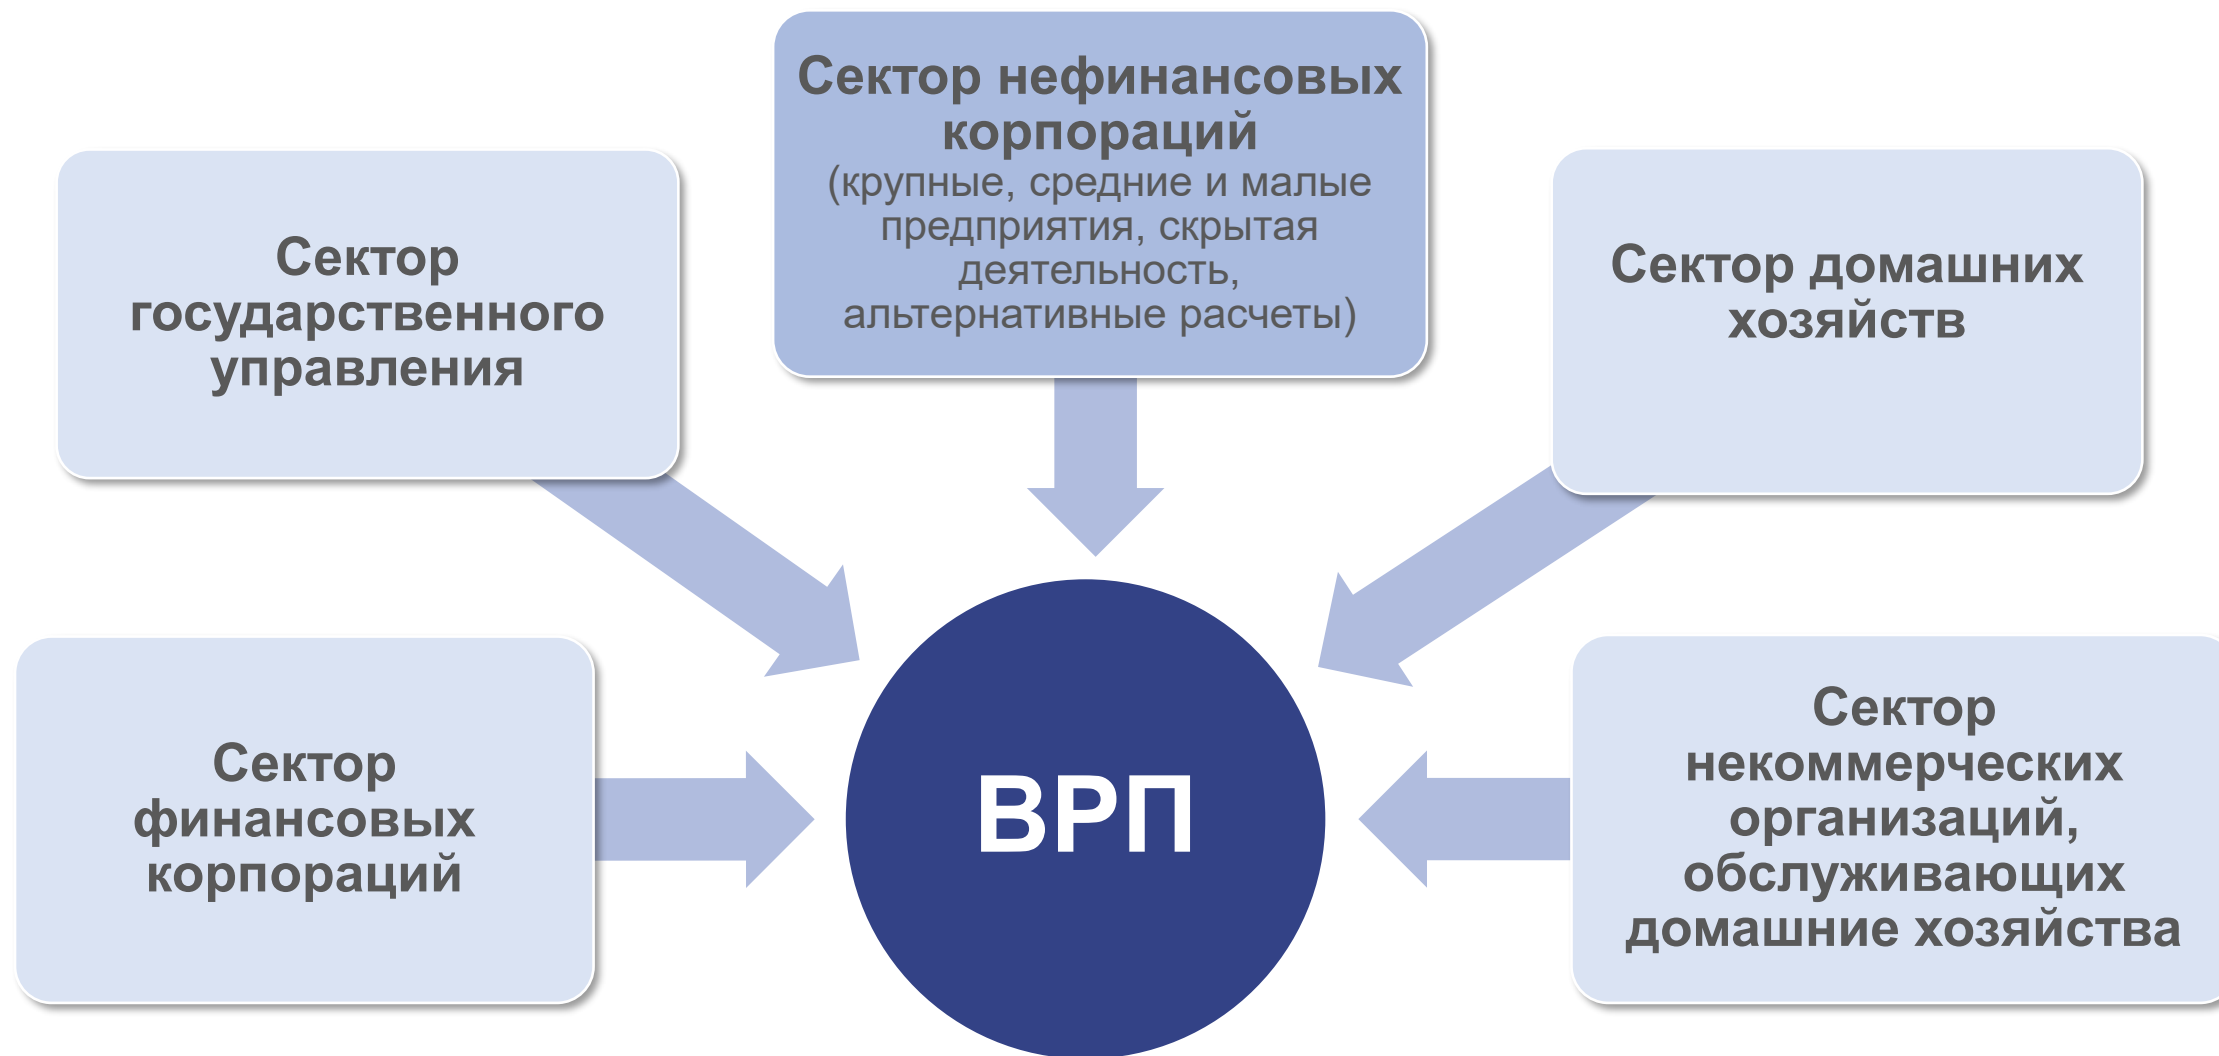 Сектор нефинансовых
корпораций
(крупные, средние и малые
предприятия, скрытая
деятельность,
альтернативные расчеты)
Сектор
государственного
управления
Сектор домашних
хозяйств
Сектор
финансовых
корпораций
ВРП
Сектор
некоммерческих
организаций,
обслуживающих
домашние хозяйства